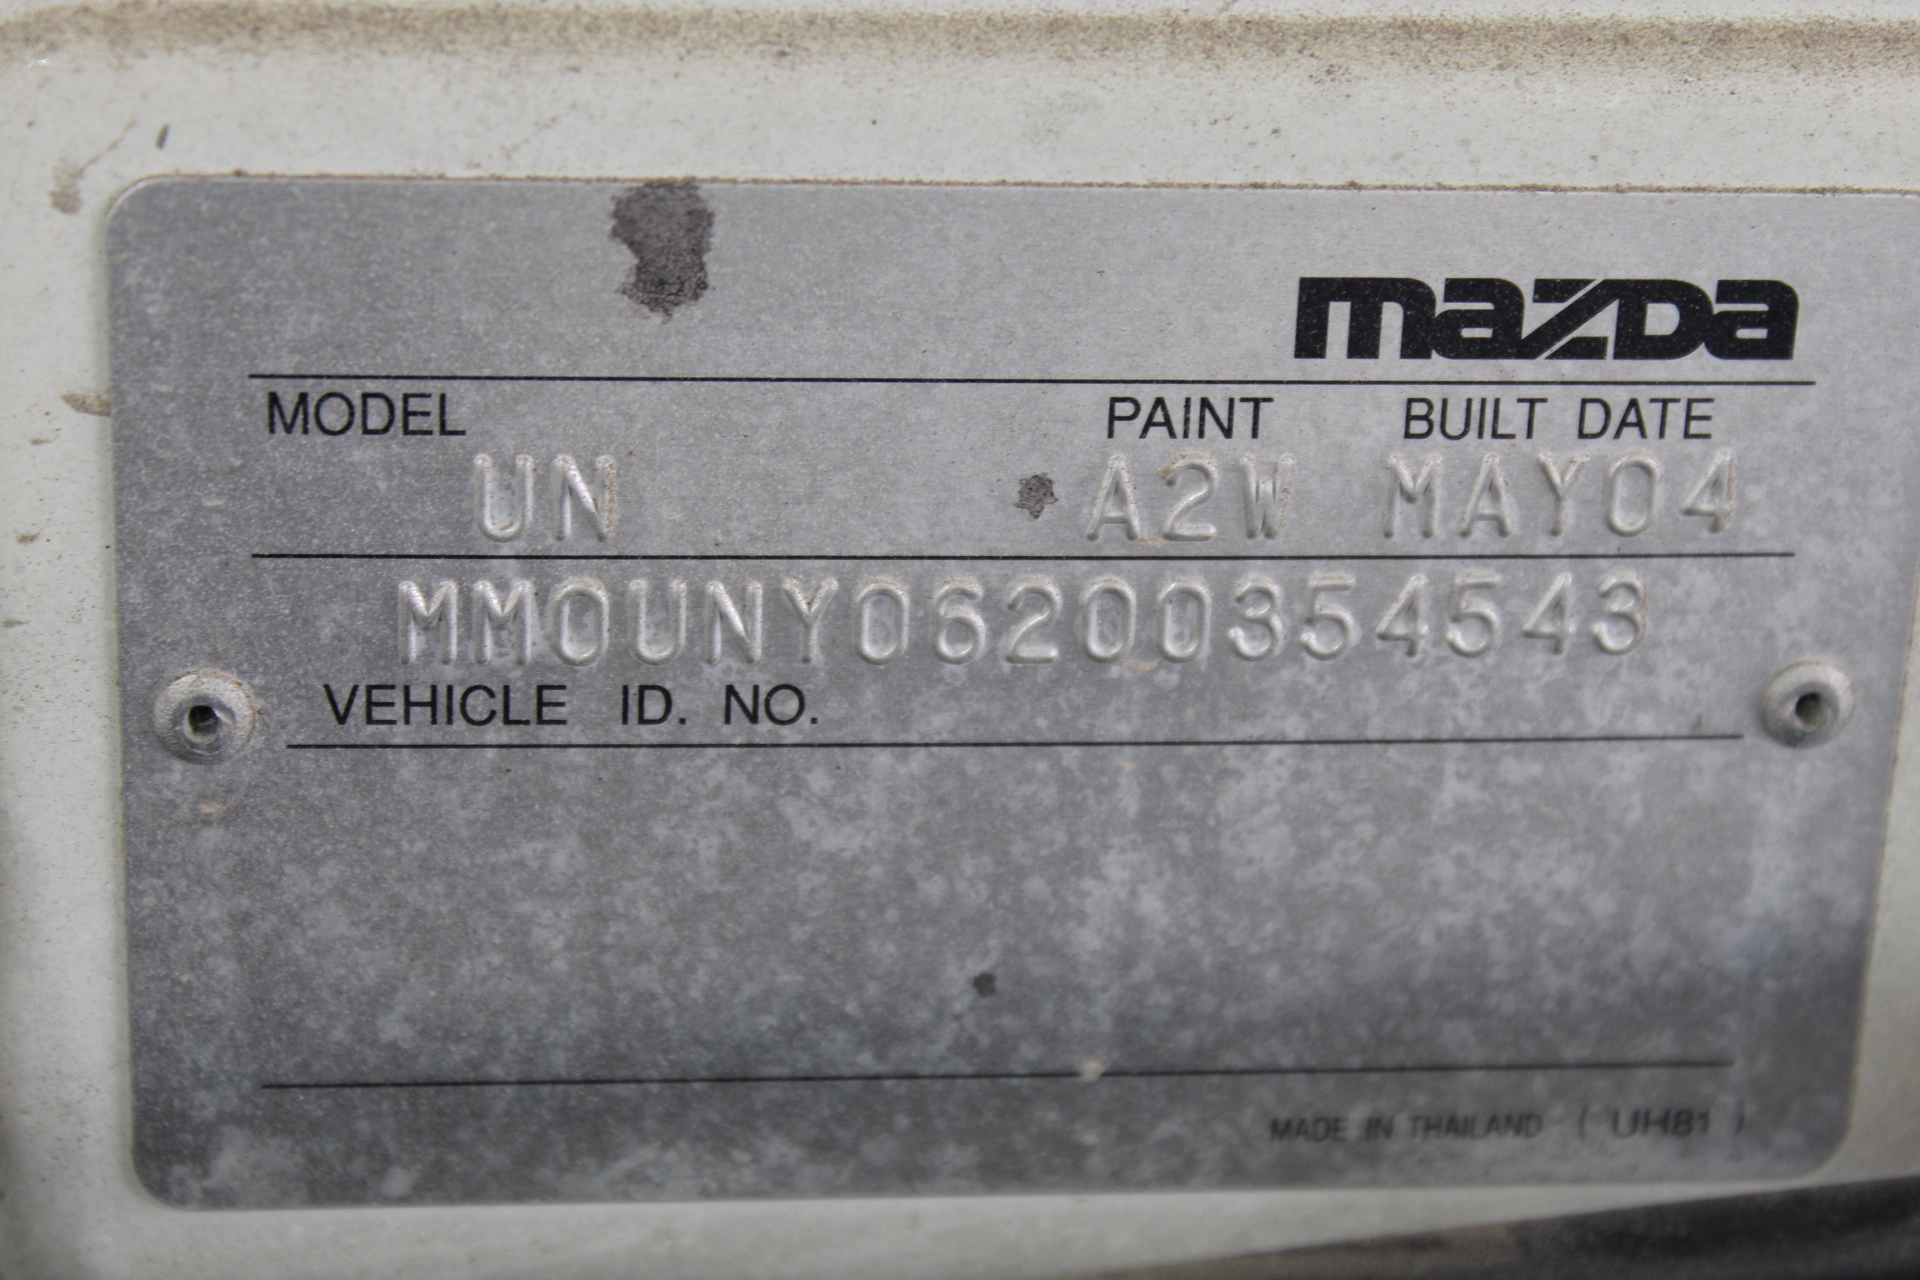 mazda
MODEL PAINT BUILT DATE
UN A2W MAY04
MM0UNY06200354543
VEHICLE ID. NO.
MADE IN THAILAND ( UH81 )